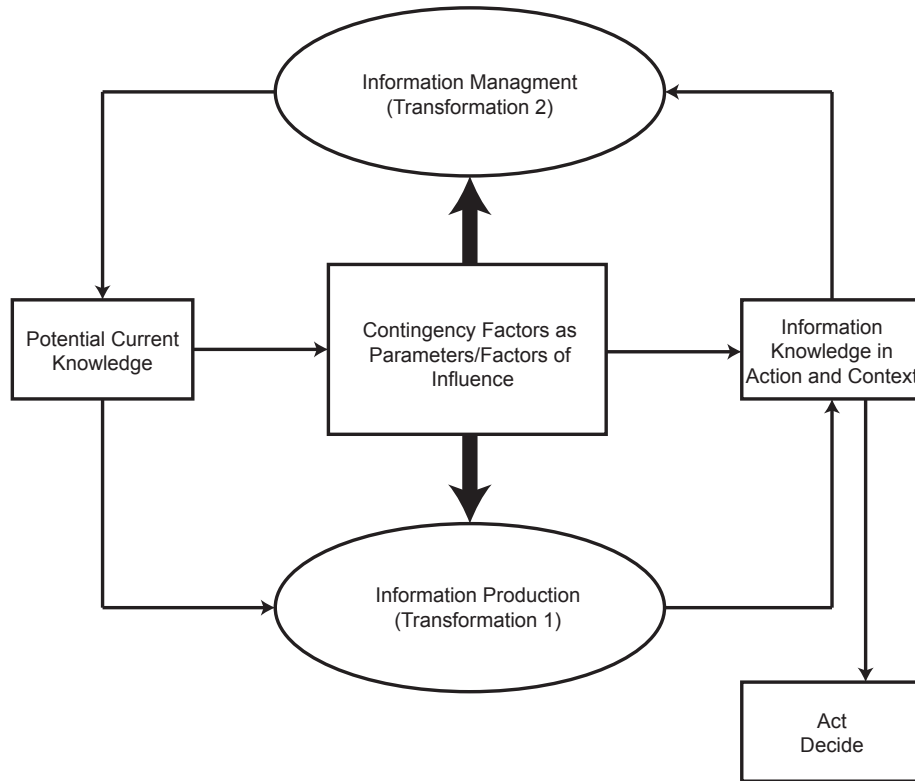 Information Managment
(Transformation 2)
Potential Current
Knowledge
Contingency Factors as
Parameters/Factors of
Influence
Information
Knowledge in
Action and Context
Information Production
(Transformation 1)
Act
Decide